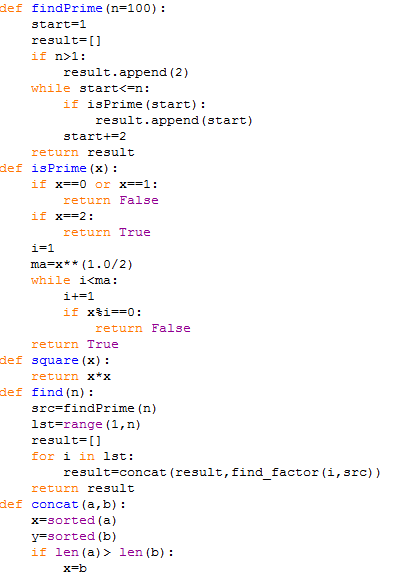 def findPrime(n=100):
    start=1
    result=[]
    if n>1:
        result.append(2)
    while start<=n:
        if isPrime(start):
            result.append(start)
        start+=2
    return result
def isPrime(x):
    if x==0 or x==1:
        return False
    if x==2:
        return True
    i=1
    ma=x**(1.0/2)
    while i<ma:
        i+=1
        if x%i==0:
            return False
    return True
def square(x):
    return x*x
def find(n):
    src=findPrime(n)
    lst=range(1,n)
    result=[]
    for i in lst:
        result=concat(result,find_factor(i,src))
    return result
def concat(a,b):
    x=sorted(a)
    y=sorted(b)
    if len(a)> len(b):
        x=b